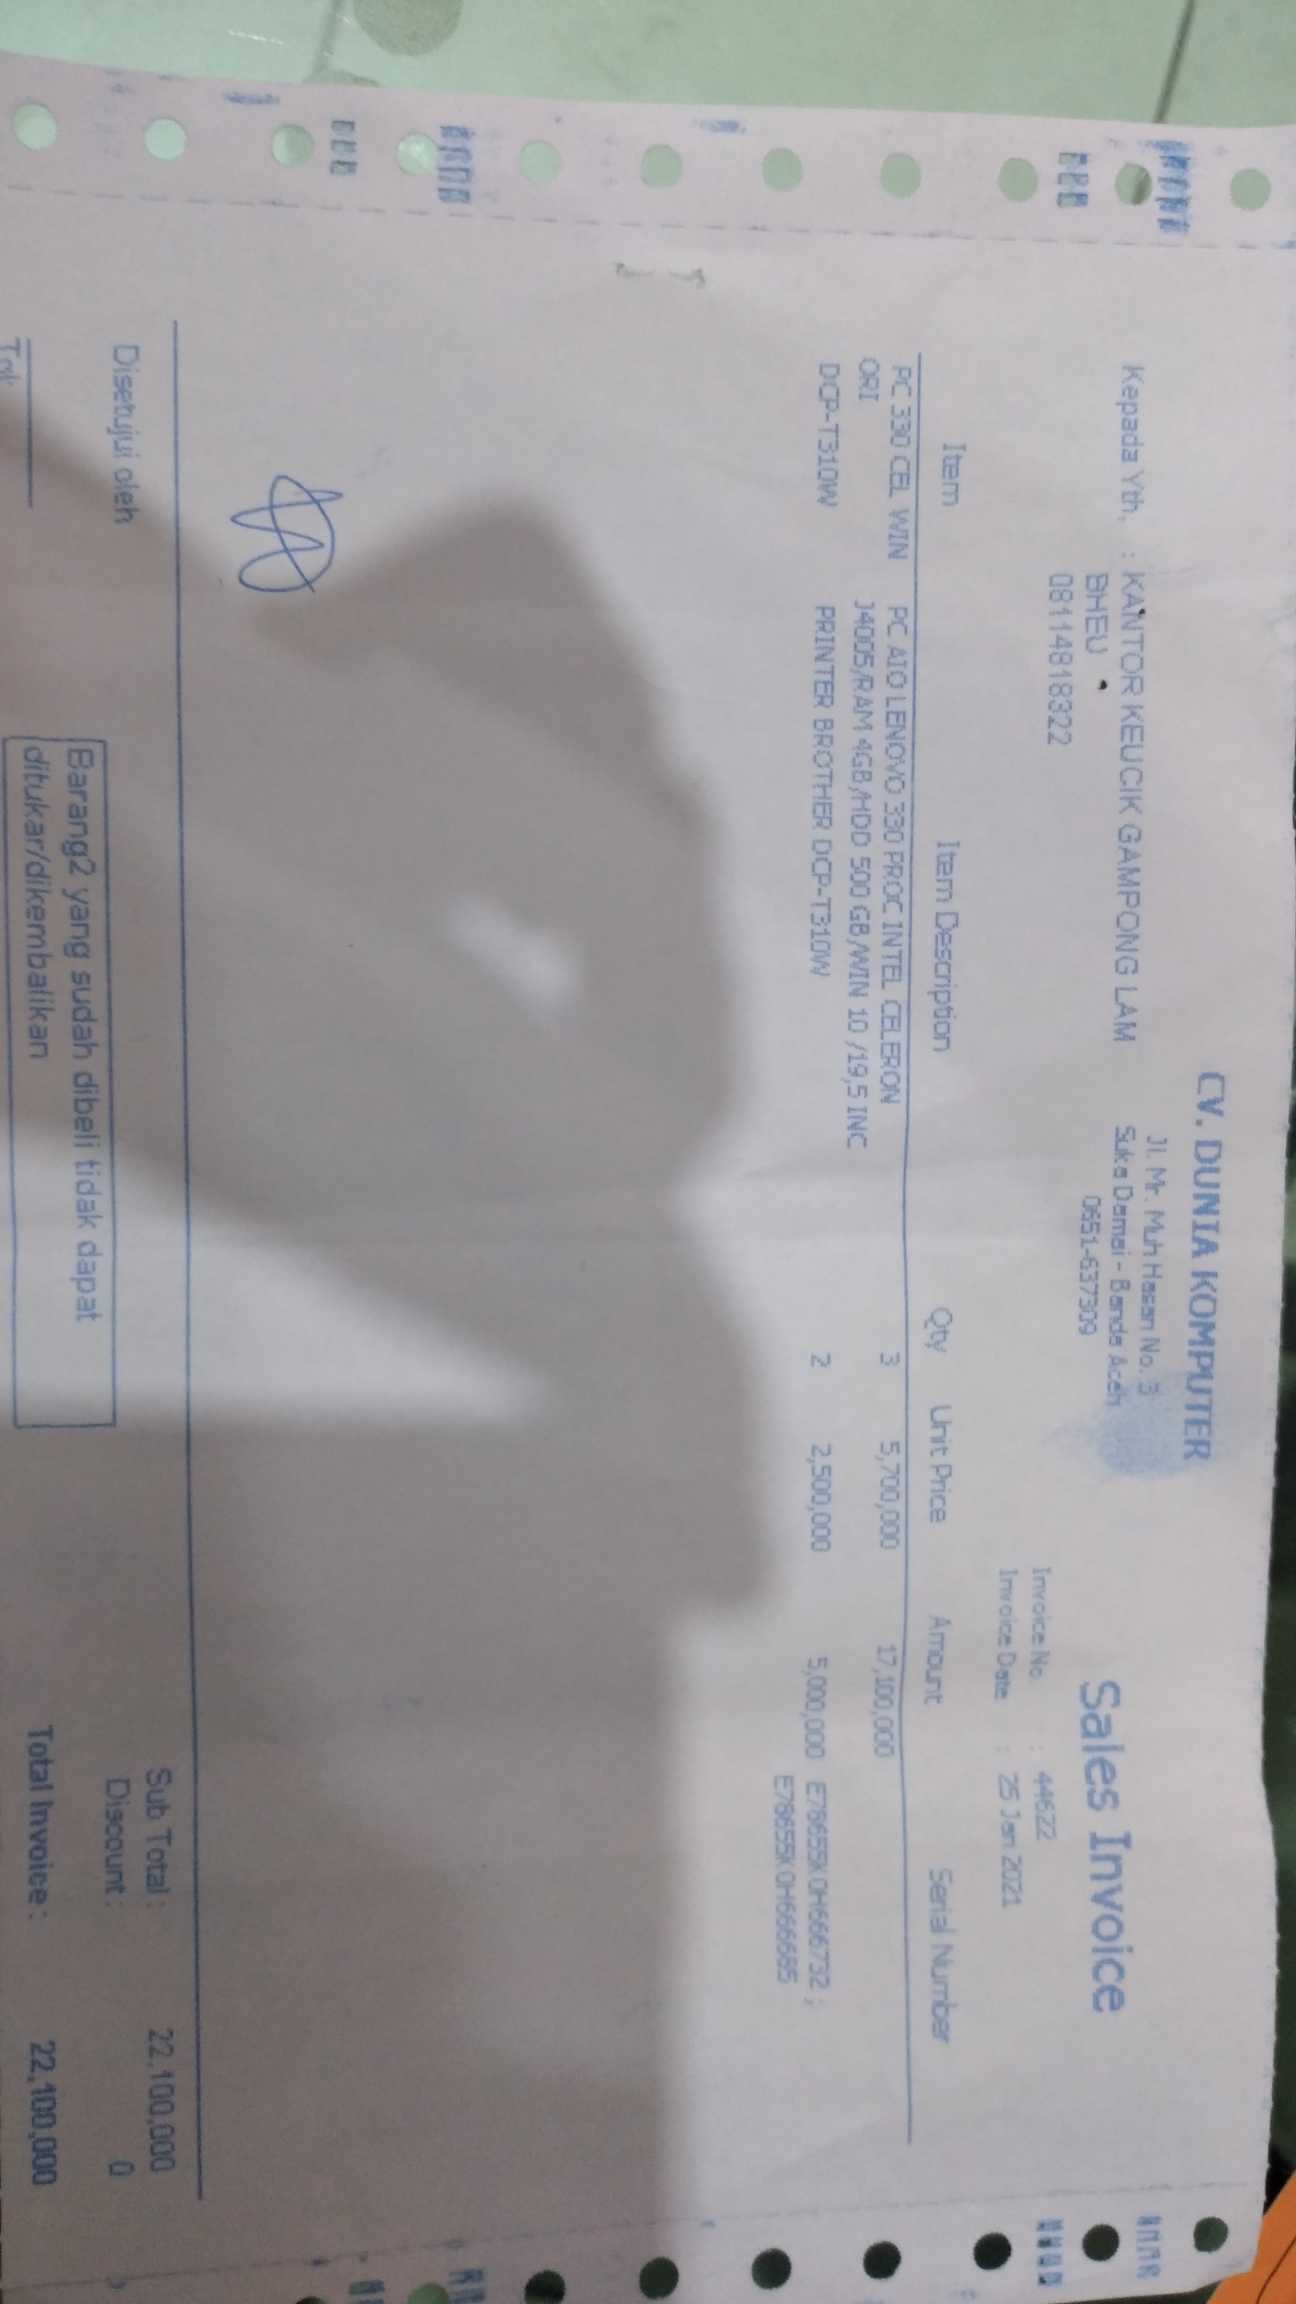 CV. DUNIA KOMPUTER
Jl. Mr. Muh Hasan No. 3
Suka Damai - Banda Aceh
0651-637309
Sales Invoice
Kepada Yth, : KANTOR KEUCIK GAMPONG LAM
BHEU
08114818322
Invoice No : 44622
Invoice Date : 25 Jan 2021
Item Item Description Qty Unit Price Amount Serial Number
PC 330 CEL WIN PC AIO LENOVO 330 PROC INTEL CELERON 3 5,700,000 17,100,000
ORI J4005/RAM 4GB/HDD 500 GB/WIN 10 /19,5 INC
DCP-T310W PRINTER BROTHER DCP-T310W 2 2,500,000 5,000,000 E78655K0H666732 ;
E78655K0H666685
Sub Total : 22,100,000
Disetujui oleh Discount : 0
Barang2 yang sudah dibeli tidak dapat
ditukar/dikembalikan
Total Invoice : 22,100,000